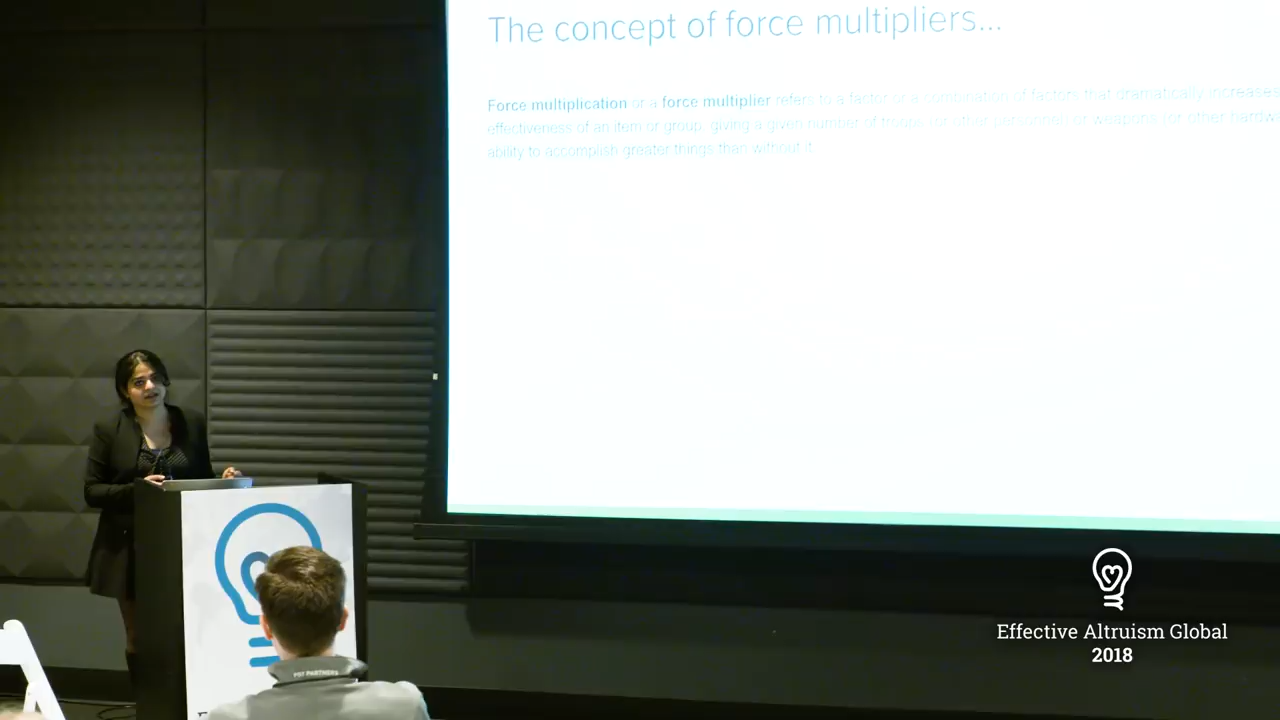 The concept of force multipliers...
Force multiplication or a force multiplier refers to a factor or a combination of factors that dramatically increases
effectiveness of an item or group, giving a given number of troops (or other personnel) or weapons (or other hardwa
ability to accomplish greater things than without it.
PRT PARTNERS
Effective Altruism Global
2018